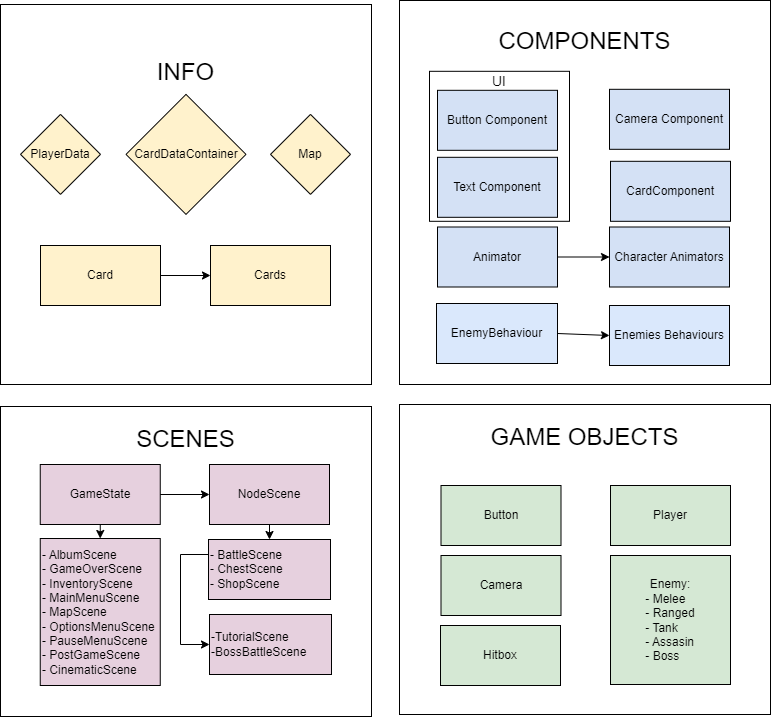 INFO
PlayerData
CardDataContainer
Map
Card
Cards
COMPONENTS
UI
Button Component
Text Component
Camera Component
CardComponent
Animator
Character Animators
EnemyBehaviour
Enemies Behaviours
SCENES
GameState
NodeScene
- AlbumScene
- GameOverScene
- InventoryScene
- MainMenuScene
- MapScene
- OptionsMenuScene
- PauseMenuScene
- PostGameScene
- CinematicScene
- BattleScene
- ChestScene
- ShopScene
-TutorialScene
-BossBattleScene
GAME OBJECTS
Button
Player
Camera
Hitbox
Enemy:
- Melee
- Ranged
- Tank
- Assasin
- Boss